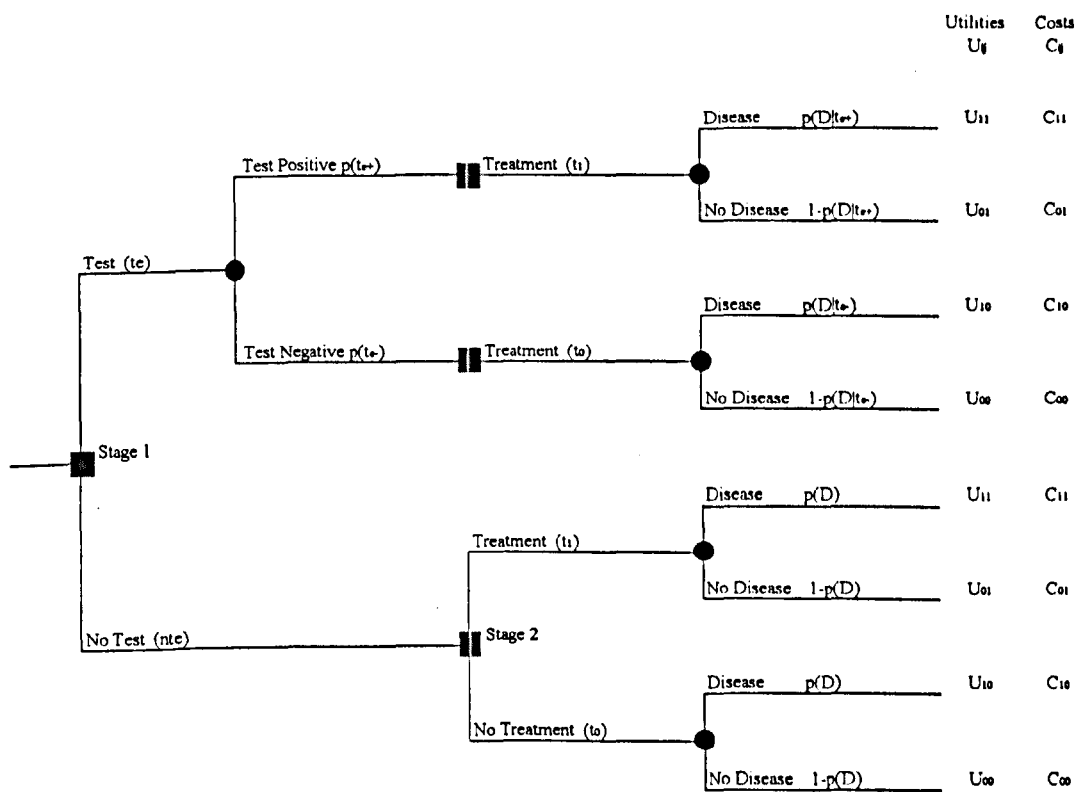 Utilities Costs
Uij Cij
Disease p(D|te+) U11 C11
Test Positive p(te+) Treatment (t1)
No Disease 1-p(D|te+) U01 C01
Test (te)
Disease p(D|te-) U10 C10
Test Negative p(te-) Treatment (t0)
No Disease 1-p(D|te-) U00 C00
Stage 1
Disease p(D) U11 C11
Treatment (t1)
No Disease 1-p(D) U01 C01
No Test (nte) Stage 2
Disease p(D) U10 C10
No Treatment (t0)
No Disease 1-p(D) U00 C00